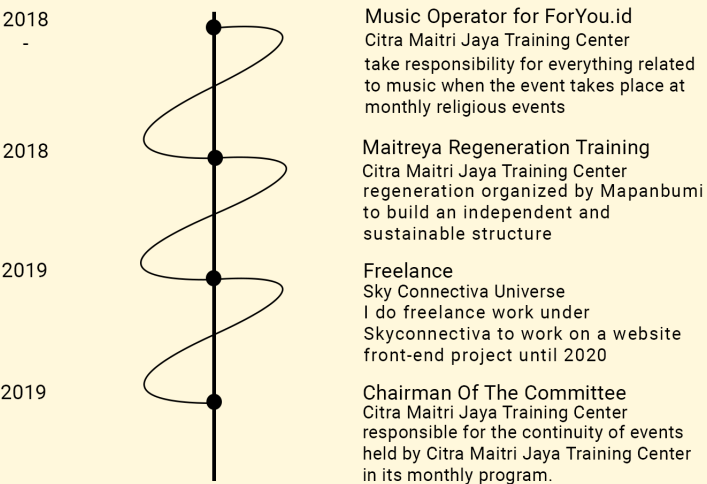 2018
-
Music Operator for ForYou.id
Citra Maitri Jaya Training Center
take responsibility for everything related
to music when the event takes place at
monthly religious events
2018
Maitreya Regeneration Training
Citra Maitri Jaya Training Center
regeneration organized by Mapanbumi
to build an independent and
sustainable structure
2019
Freelance
Sky Connectiva Universe
I do freelance work under
Skyconnectiva to work on a website
front-end project until 2020
2019
Chairman Of The Committee
Citra Maitri Jaya Training Center
responsible for the continuity of events
held by Citra Maitri Jaya Training Center
in its monthly program.